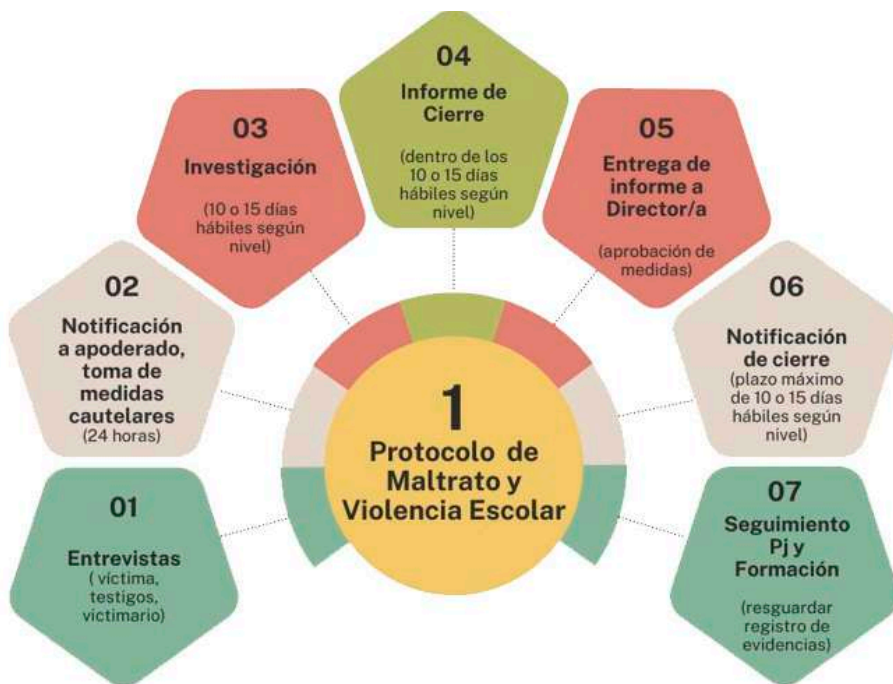 01
Entrevistas
( víctima,
testigos,
victimario)
02
Notificación
a apoderado,
toma de
medidas
cautelares
(24 horas)
03
Investigación
(10 o 15 días
hábiles según
nivel)
04
Informe de
Cierre
(dentro de los
10 o 15 días
hábiles según
nivel)
05
Entrega de
informe a
Director/a
(aprobación de
medidas)
06
Notificación
de cierre
(plazo máximo
de 10 o 15 días
hábiles según
nivel)
07
Seguimiento
Pj y
Formación
(resguardar
registro de
evidencias)
1
Protocolo de
Maltrato y
Violencia Escolar